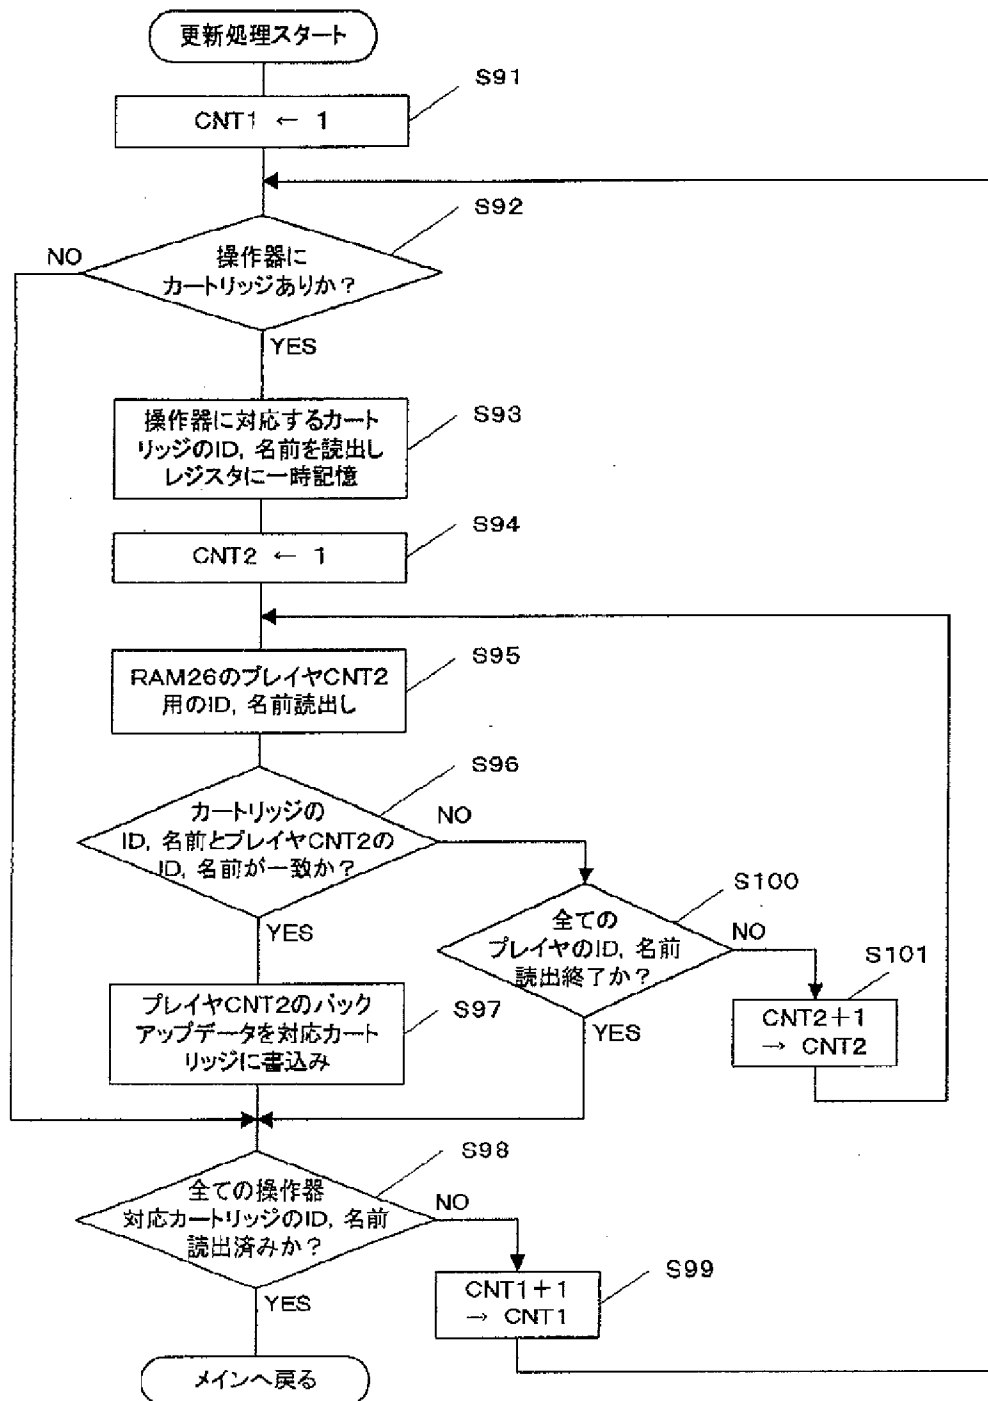 更新処理スタート
S91
CNT1 ← 1
S92
NO
操作器に
カートリッジありか？
YES
S93
操作器に対応するカート
リッジのID, 名前を読出し
レジスタに一時記憶
S94
CNT2 ← 1
S95
RAM26のプレイヤCNT2
用のID, 名前読出し
S96
カートリッジの
ID, 名前とプレイヤCNT2の
ID, 名前が一致か？
NO
YES
S100
全ての
プレイヤのID, 名前
読出終了か？
NO
YES
S101
CNT2＋1
→ CNT2
S97
プレイヤCNT2のバック
アップデータを対応カート
リッジに書込み
S98
全ての操作器
対応カートリッジのID, 名前
読出済みか？
NO
YES
S99
CNT1＋1
→ CNT1
メインへ戻る